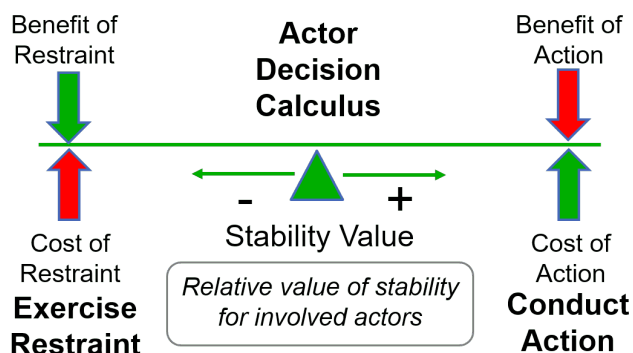 Benefit of
Restraint
Actor
Decision
Calculus
Benefit of
Action
- +
Stability Value
Cost of
Restraint
Exercise
Restraint
Relative value of stability
for involved actors
Cost of
Action
Conduct
Action